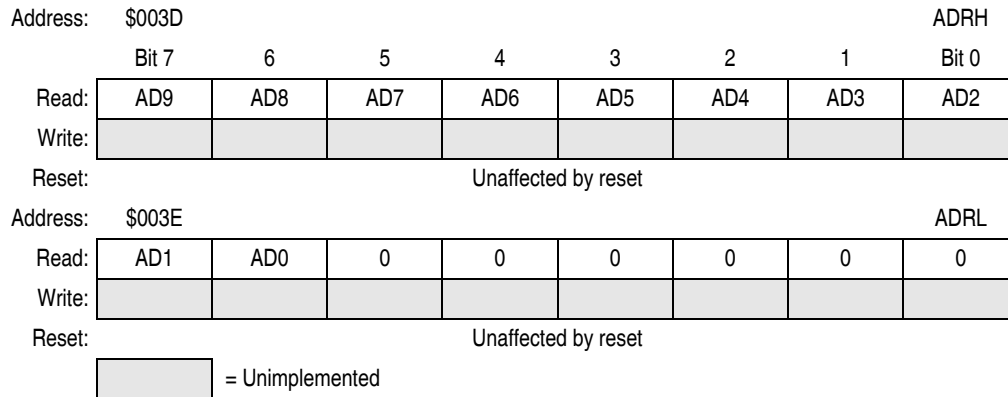 Address: $003D ADRH
Bit 7 6 5 4 3 2 1 Bit 0
Read: AD9 AD8 AD7 AD6 AD5 AD4 AD3 AD2
Write:
Reset: Unaffected by reset
Address: $003E ADRL
Read: AD1 AD0 0 0 0 0 0 0
Write:
Reset: Unaffected by reset
= Unimplemented